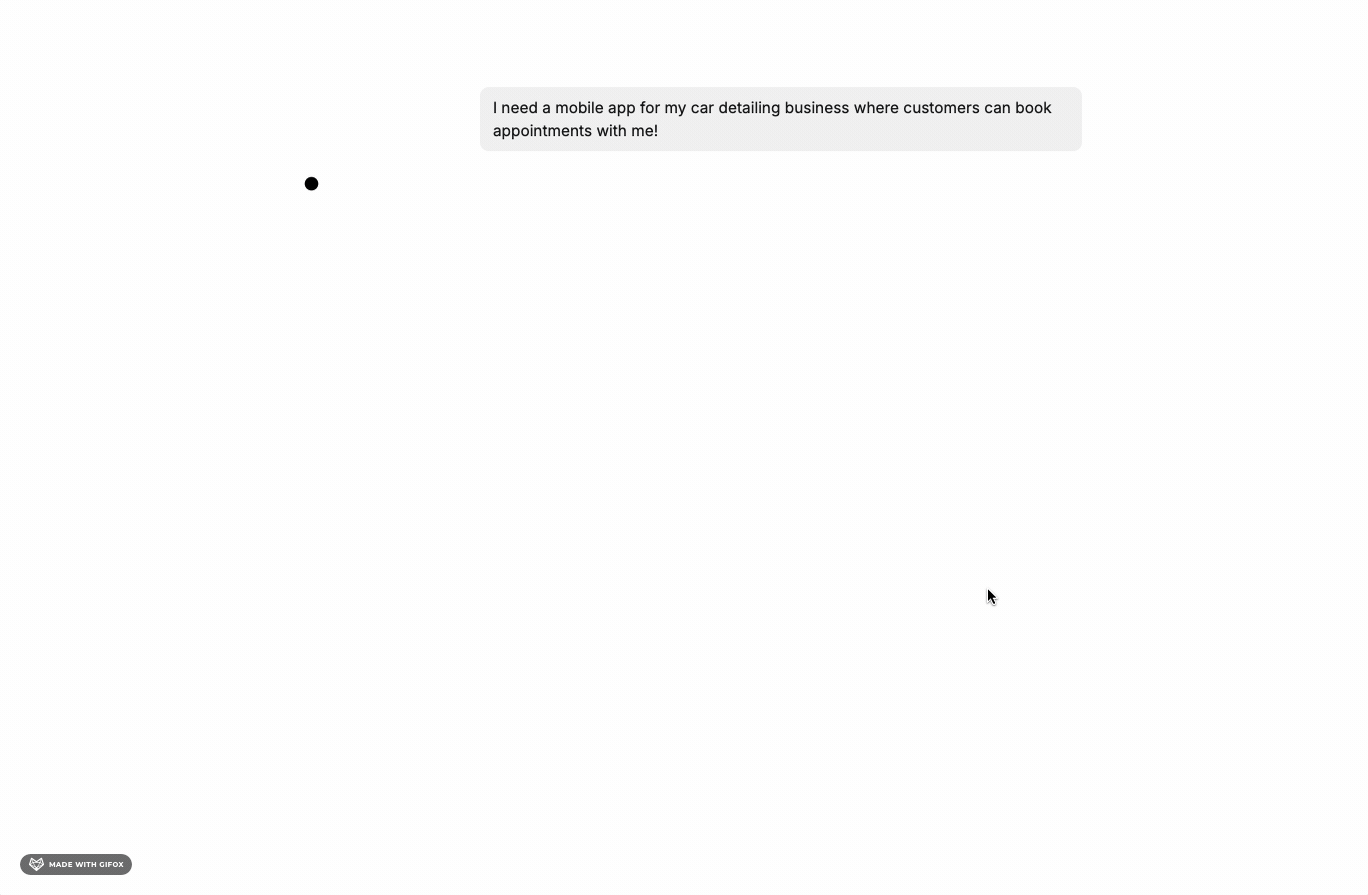 I need a mobile app for my car detailing business where customers can book
appointments with me!
MADE WITH GIFOX